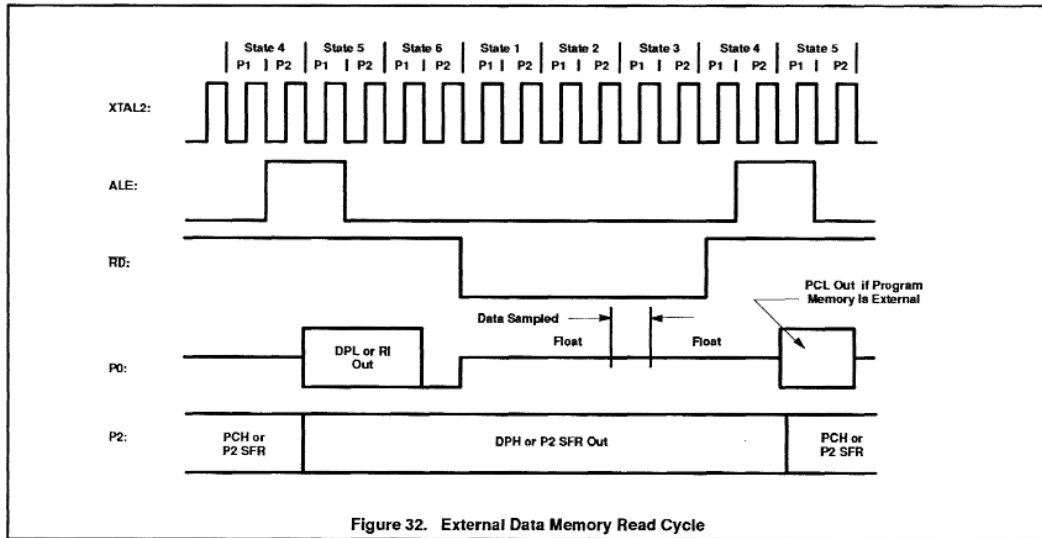 State 4 | State 5 | State 6 | State 1 | State 2 | State 3 | State 4 | State 5
P1 | P2 | P1 | P2 | P1 | P2 | P1 | P2 | P1 | P2 | P1 | P2 | P1 | P2 | P1 | P2
XTAL2:
ALE:
RD:
PCL Out if Program
Memory Is External
Data Sampled
Float
Float
DPL or RI
Out
P0:
P2:
PCH or
P2 SFR
DPH or P2 SFR Out
PCH or
P2 SFR
Figure 32. External Data Memory Read Cycle